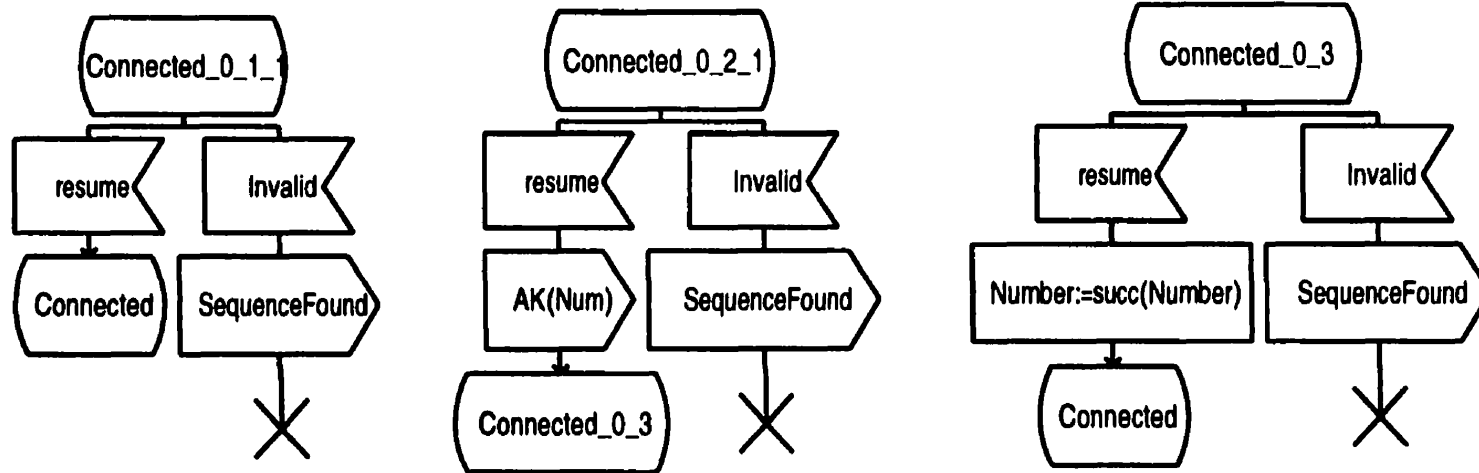 Connected_0_1_1
resume
Invalid
Connected
SequenceFound
Connected_0_2_1
resume
Invalid
AK(Num)
SequenceFound
Connected_0_3
Connected_0_3
resume
Invalid
Number:=succ(Number)
SequenceFound
Connected